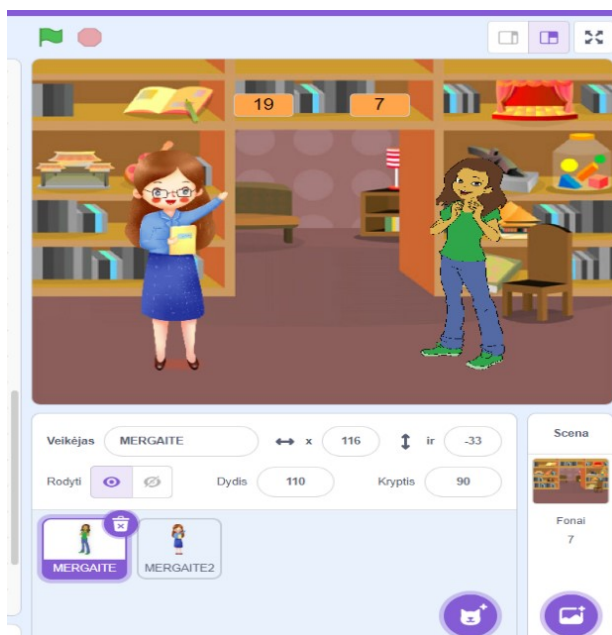 19 7
Veikėjas MERGAITE x 116 ir -33
Rodyti Dydis 110 Kryptis 90
MERGAITE MERGAITE2
Scena
Fonai
7